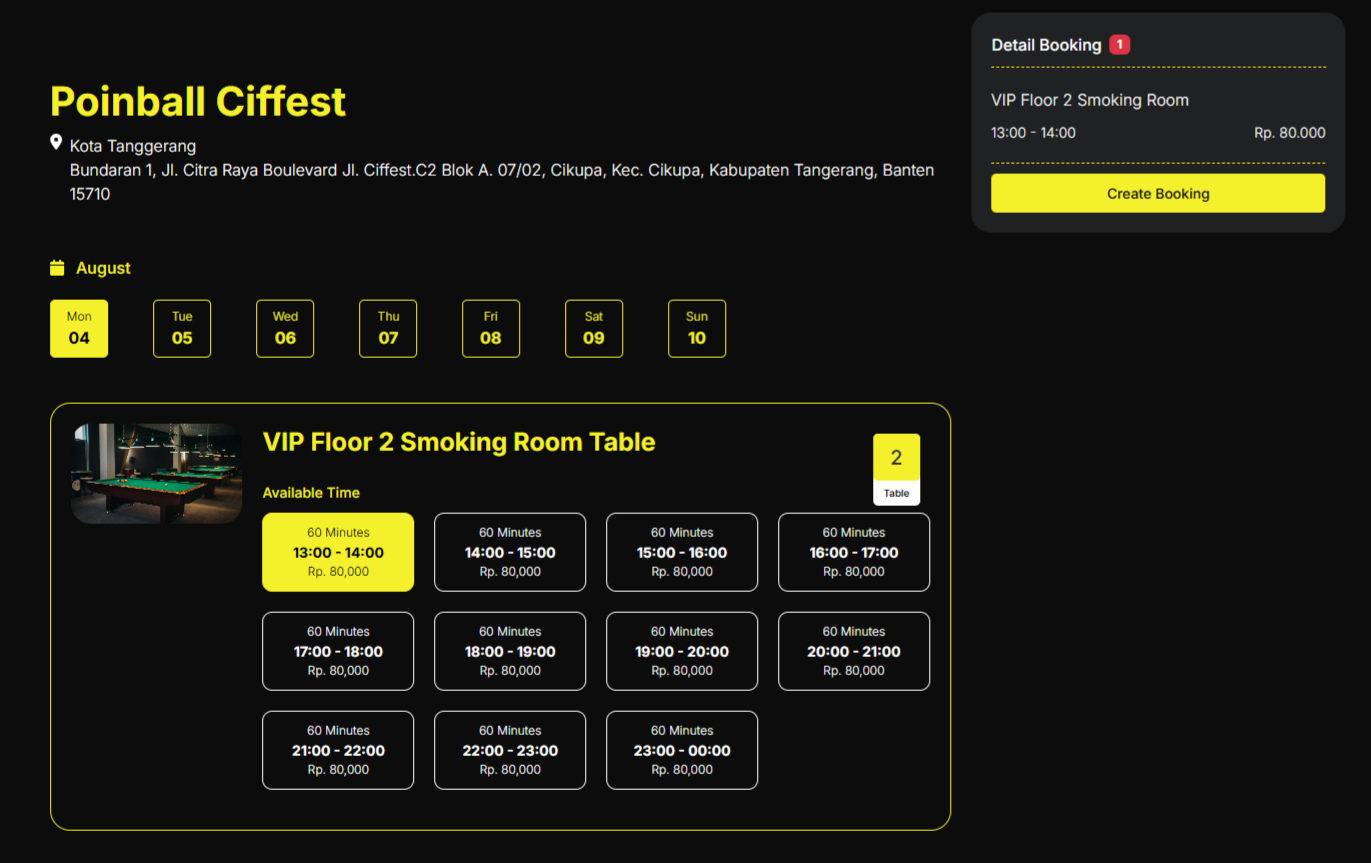 Poinball Ciffest
Kota Tanggerang
Bundaran 1, Jl. Citra Raya Boulevard Jl. Ciffest.C2 Blok A. 07/02, Cikupa, Kec. Cikupa, Kabupaten Tangerang, Banten
15710
August
Mon
04
Tue
05
Wed
06
Thu
07
Fri
08
Sat
09
Sun
10
VIP Floor 2 Smoking Room Table
2
Table
Available Time
60 Minutes
13:00 - 14:00
Rp. 80,000
60 Minutes
14:00 - 15:00
Rp. 80,000
60 Minutes
15:00 - 16:00
Rp. 80,000
60 Minutes
16:00 - 17:00
Rp. 80,000
60 Minutes
17:00 - 18:00
Rp. 80,000
60 Minutes
18:00 - 19:00
Rp. 80,000
60 Minutes
19:00 - 20:00
Rp. 80,000
60 Minutes
20:00 - 21:00
Rp. 80,000
60 Minutes
21:00 - 22:00
Rp. 80,000
60 Minutes
22:00 - 23:00
Rp. 80,000
60 Minutes
23:00 - 00:00
Rp. 80,000
Detail Booking 1
VIP Floor 2 Smoking Room
13:00 - 14:00 Rp. 80.000
Create Booking